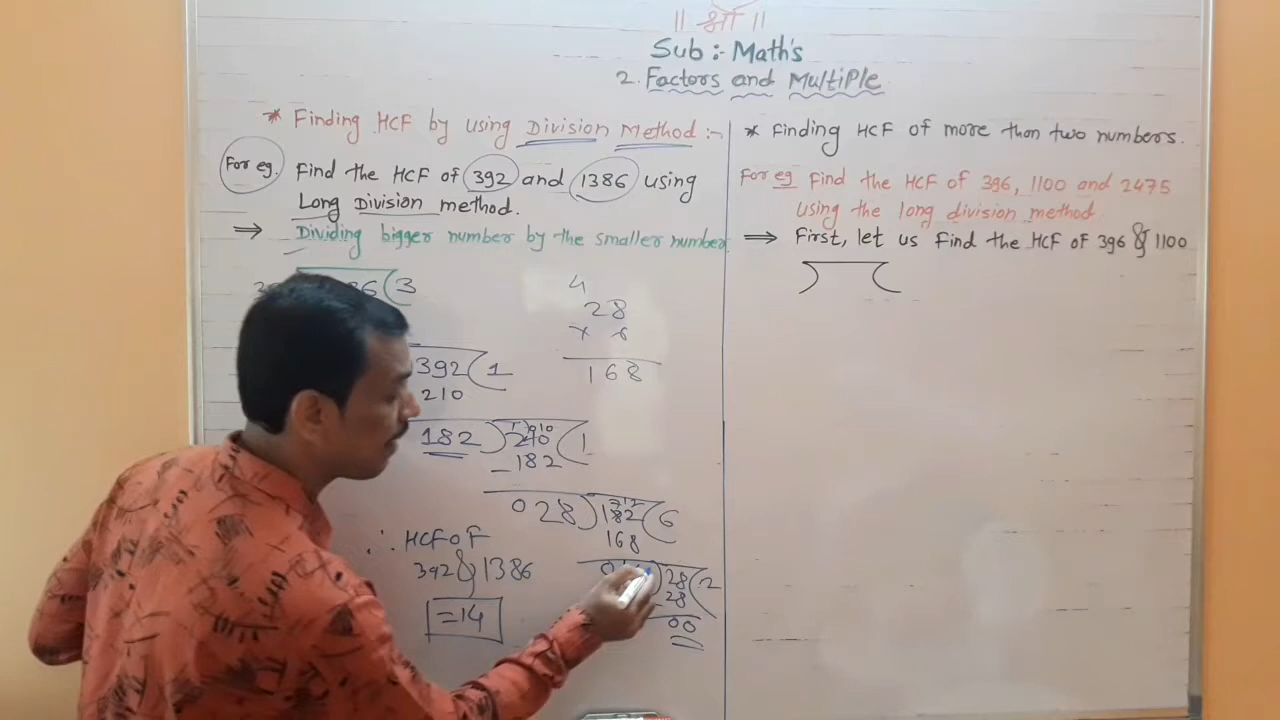 ॥ श्री ॥
Sub :- Math's
2. Factors and Multiple
* Finding HCF by using Division Method :-
For eg. Find the HCF of 392 and 1386 using
Long Division method.
⇒ Dividing bigger number by the smaller number
3
392 ( 1
210
182 ) 210 ( 1
- 182
028 ) 182 ( 6
168
28 ( 2
28
00
4
28
× 6
168
∴ HCF of
392 & 1386
= 14
* Finding HCF of more than two numbers.
For eg Find the HCF of 396, 1100 and 2475
using the long division method.
⇒ First, let us find the HCF of 396 & 1100